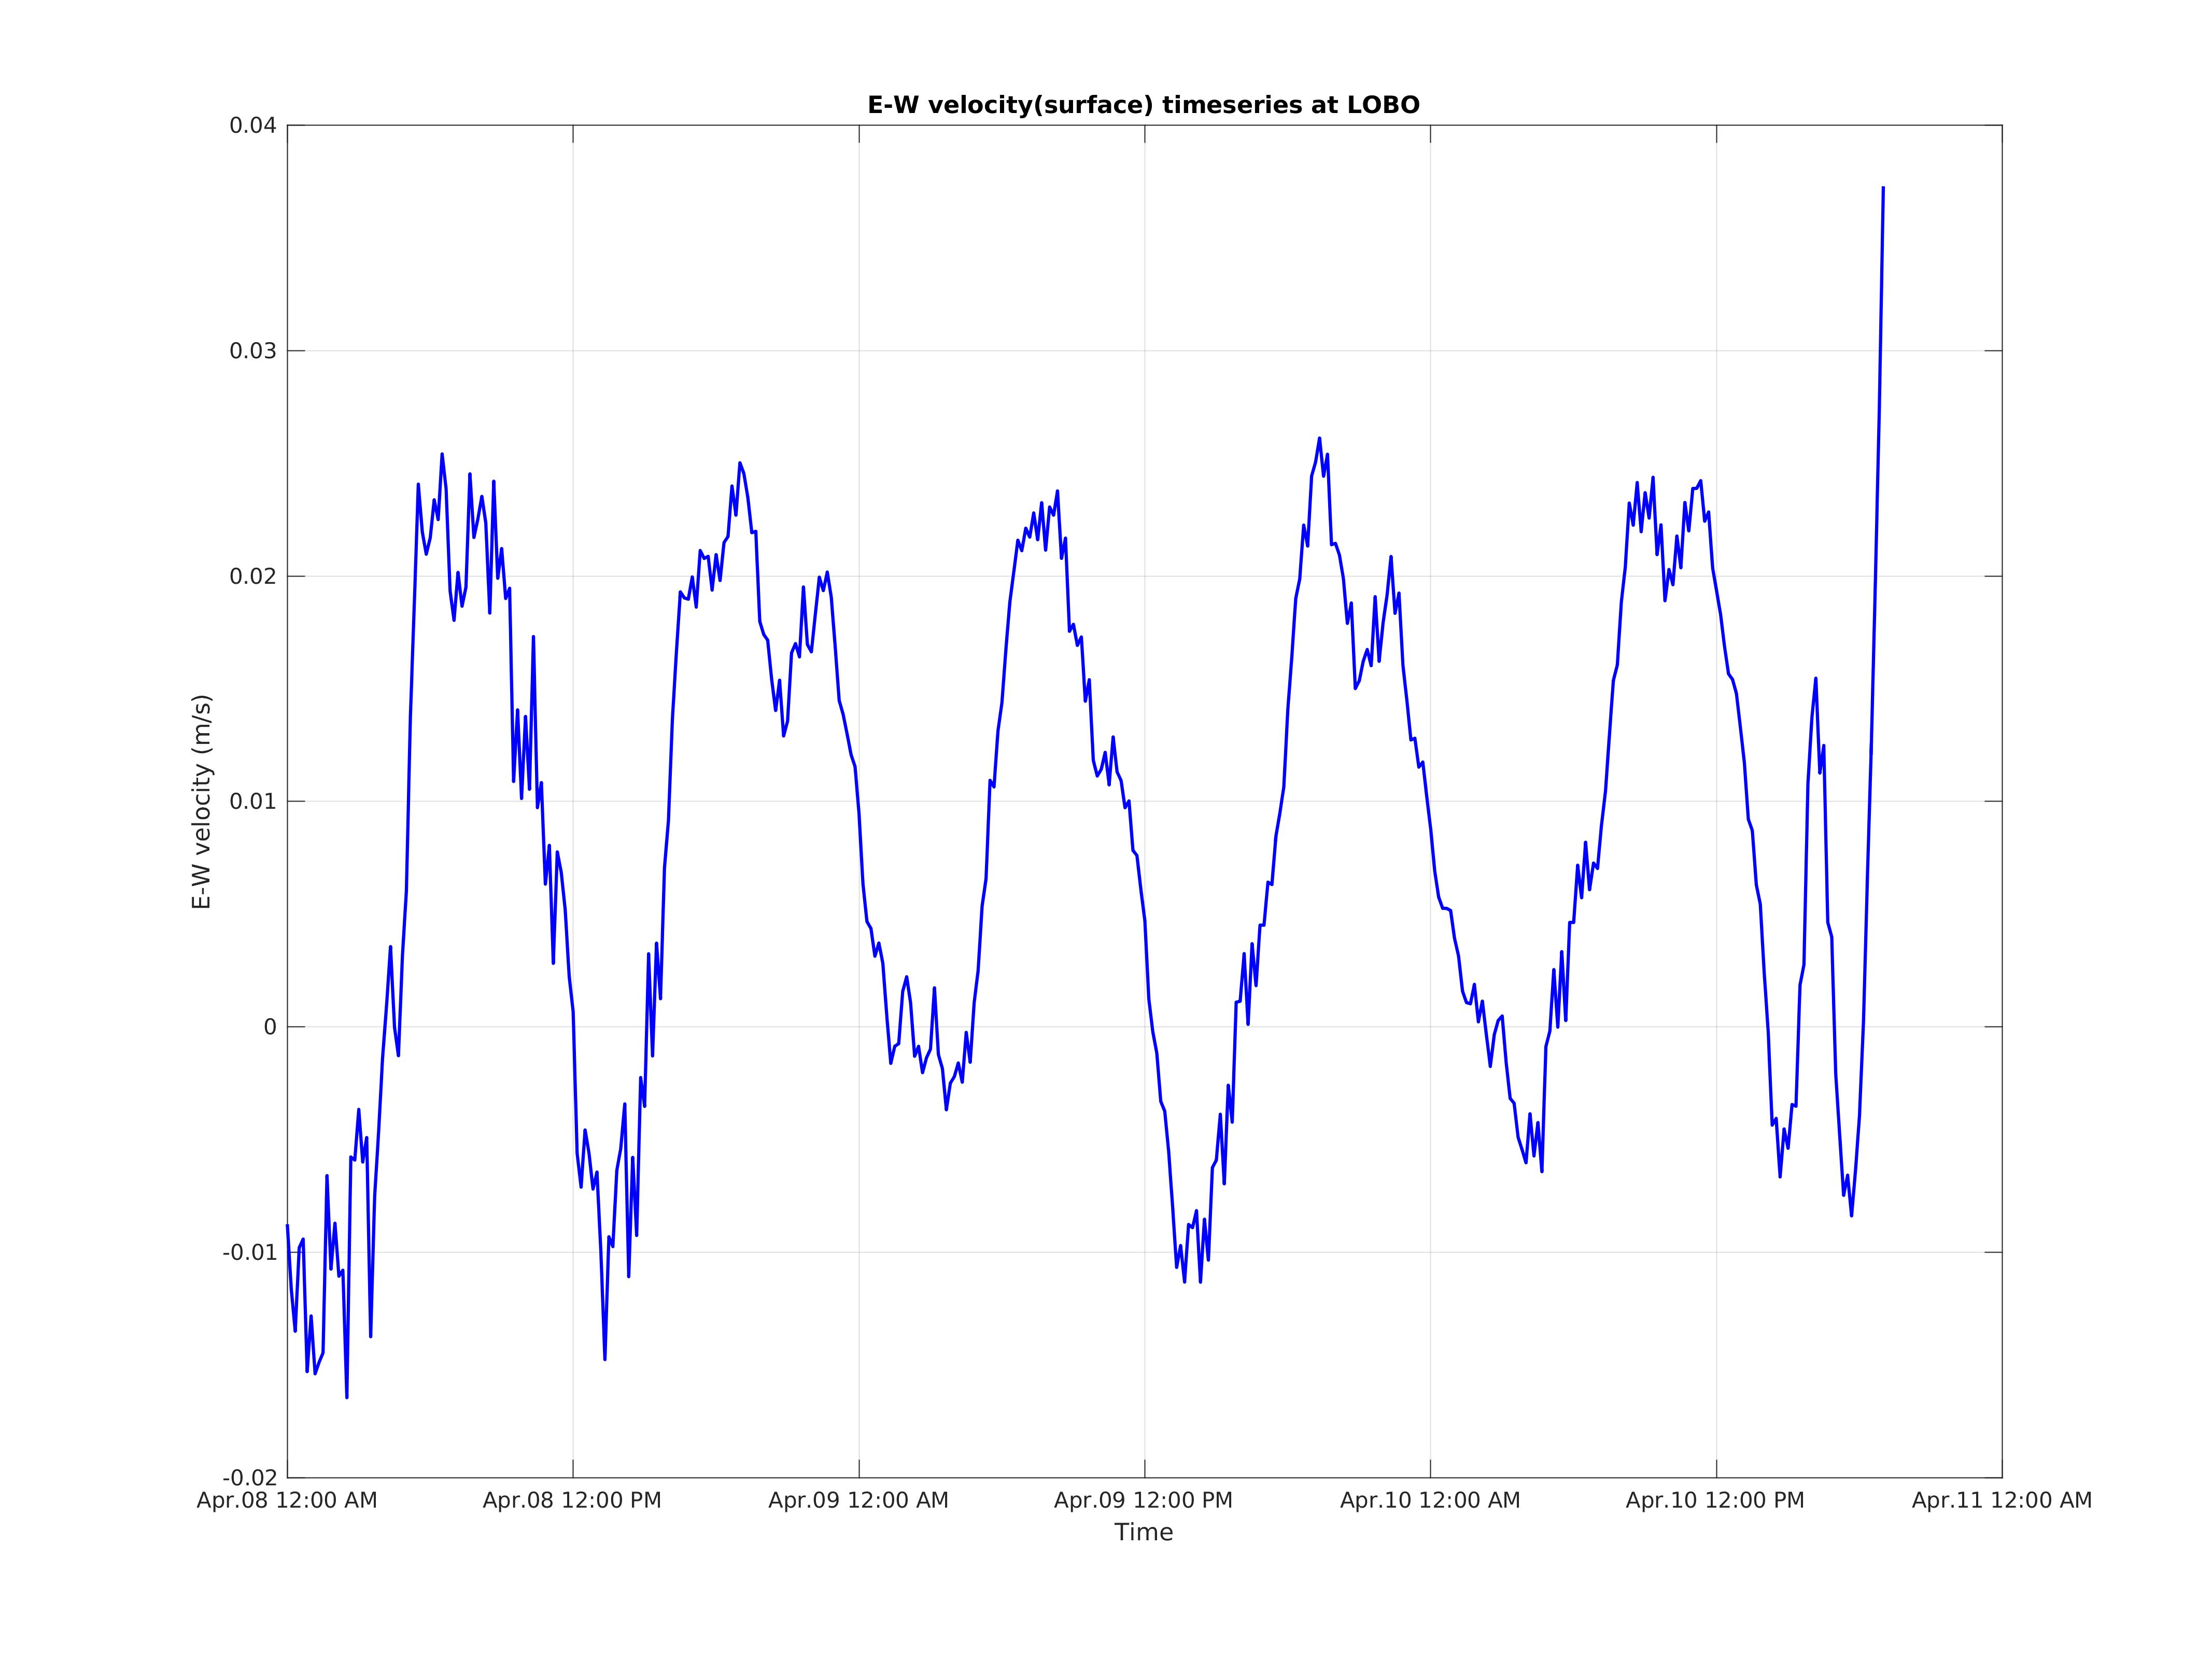 E-W velocity(surface) timeseries at LOBO
0.04
0.03
0.02
0.01
0
-0.01
-0.02
E-W velocity (m/s)
Apr.08 12:00 AM
Apr.08 12:00 PM
Apr.09 12:00 AM
Apr.09 12:00 PM
Apr.10 12:00 AM
Apr.10 12:00 PM
Apr.11 12:00 AM
Time